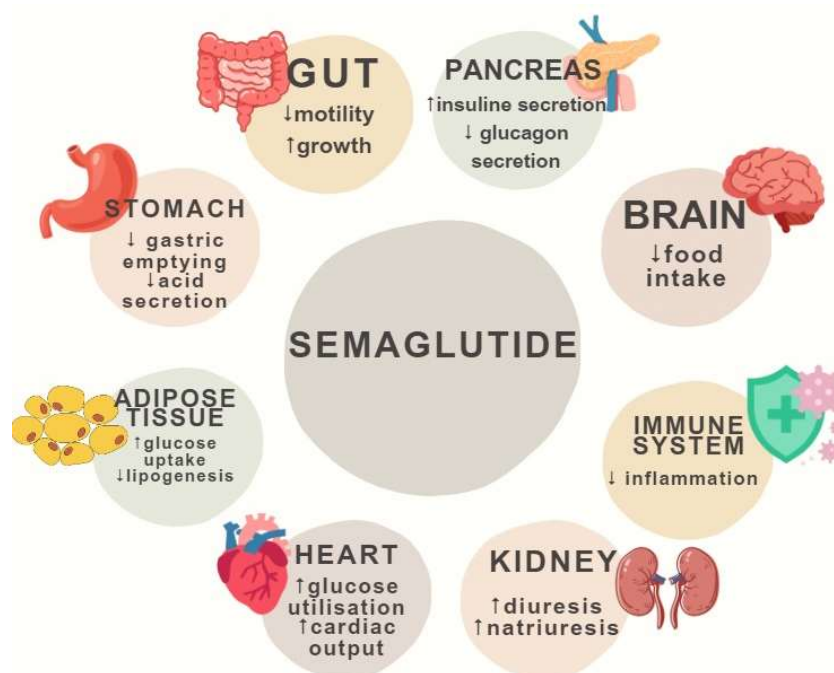 GUT
↓motility
↑growth
PANCREAS
↑insuline secretion
↓ glucagon
secretion
STOMACH
↓ gastric
emptying
↓acid
secretion
BRAIN
↓food
intake
SEMAGLUTIDE
ADIPOSE
TISSUE
↑glucose
uptake
↓lipogenesis
IMMUNE
SYSTEM
↓ inflammation
HEART
↑glucose
utilisation
↑cardiac
output
KIDNEY
↑diuresis
↑natriuresis